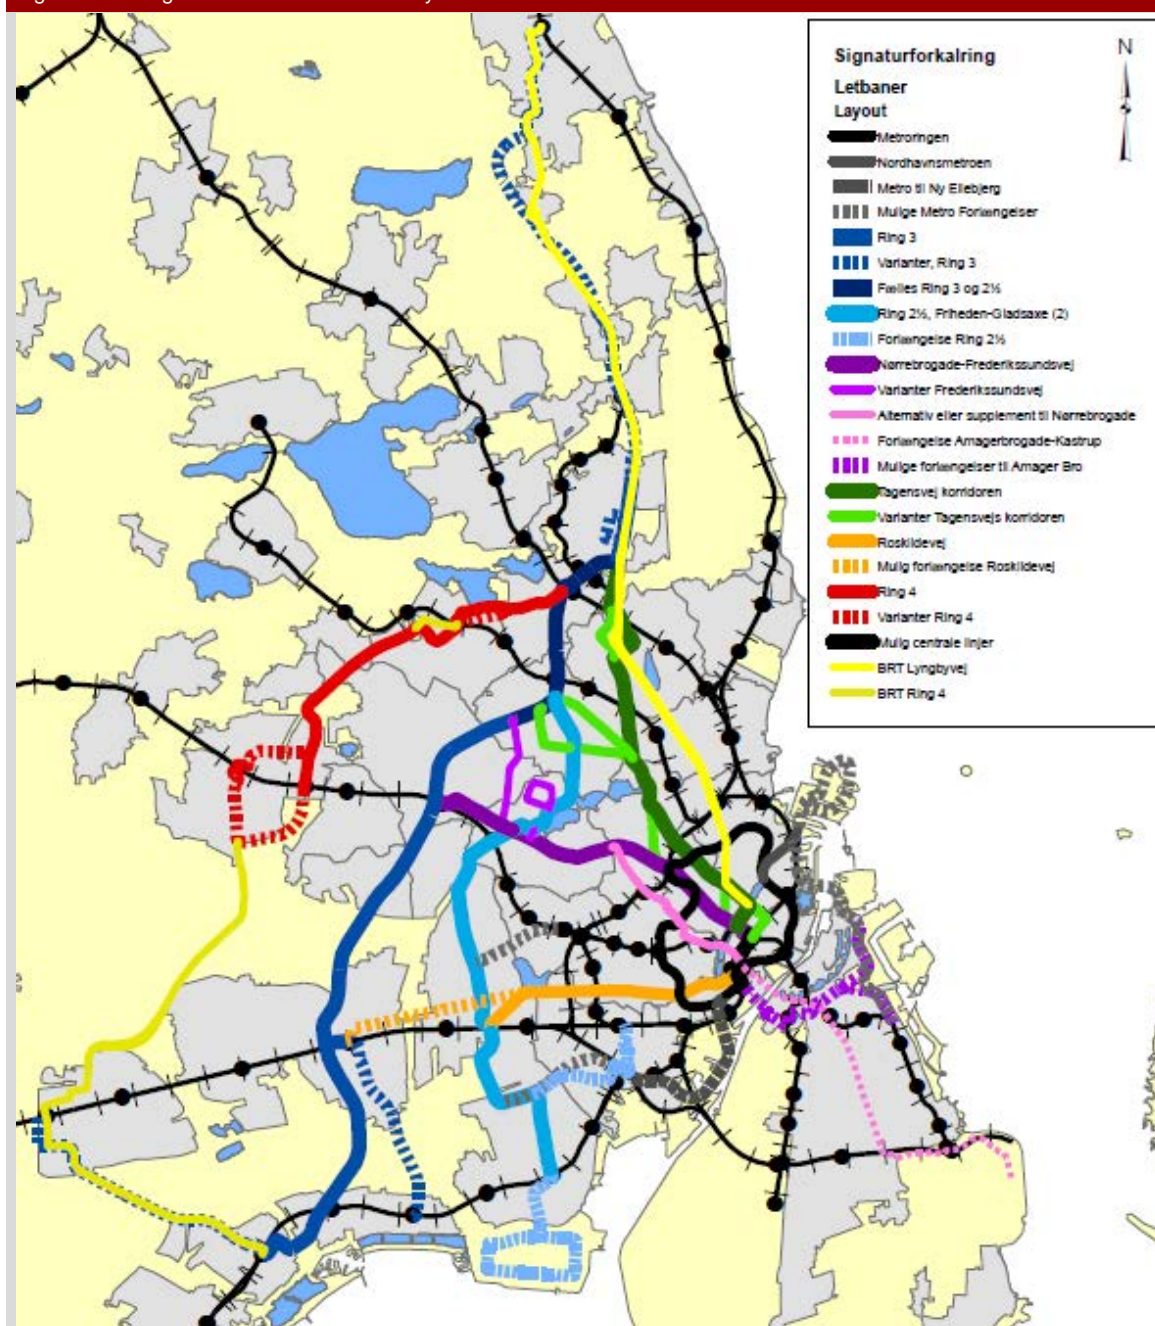 N
Signaturforkalring
Letbaner
Layout
Metroringen
Nordhavnsmetroen
Metro til Ny Ellebjerg
Mulige Metro Forlængelser
Ring 3
Varianter, Ring 3
Fælles Ring 3 og 2½
Ring 2½, Friheden-Gladsaxe (2)
Forlængelse Ring 2½
Nørrebrogade-Frederikssundsvej
Varianter Frederikssundsvej
Alternativ eller supplement til Nørrebrogade
Forlængelse Amagerbrogade-Kastrup
Mulige forlængelser til Amager Bro
Tagensvej korridoren
Varianter Tagensvejs korridoren
Roskildevej
Mulig forlængelse Roskildevej
Ring 4
Varianter Ring 4
Mulig centrale linjer
BRT Lyngbyvej
BRT Ring 4